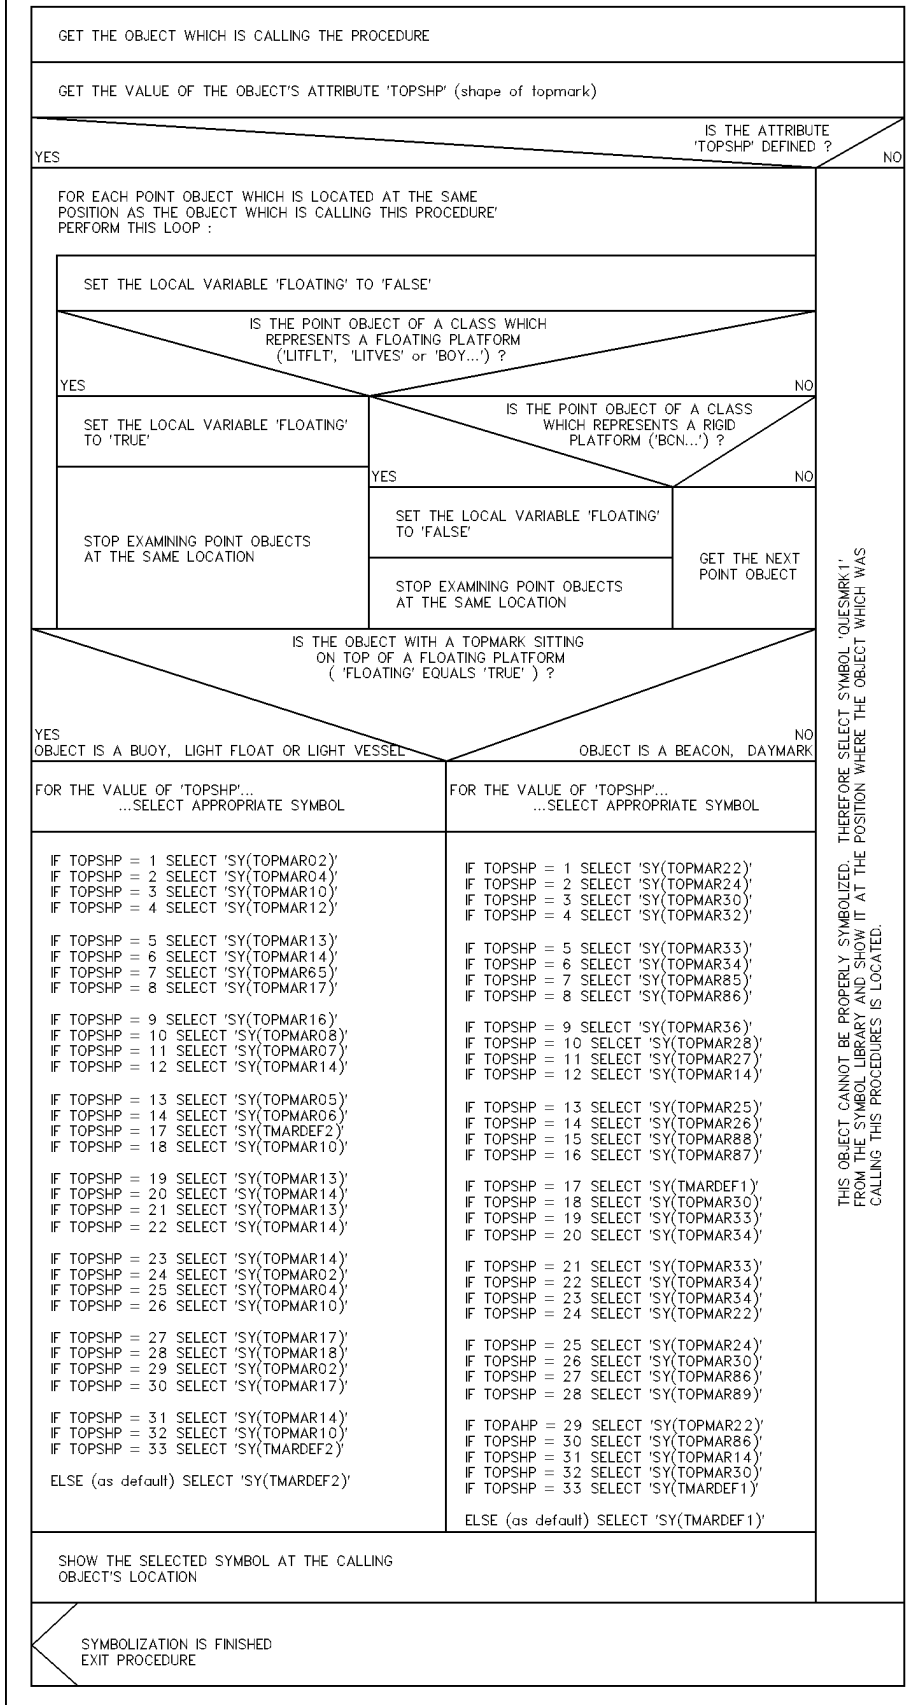 GET THE OBJECT WHICH IS CALLING THE PROCEDURE
GET THE VALUE OF THE OBJECT'S ATTRIBUTE 'TOPSHP' (shape of topmark)
IS THE ATTRIBUTE
'TOPSHP' DEFINED ?
YES
NO
FOR EACH POINT OBJECT WHICH IS LOCATED AT THE SAME
POSITION AS THE OBJECT WHICH IS CALLING THIS PROCEDURE'
PERFORM THIS LOOP :
SET THE LOCAL VARIABLE 'FLOATING' TO 'FALSE'
IS THE POINT OBJECT OF A CLASS WHICH
REPRESENTS A FLOATING PLATFORM
('LITFLT', 'LITVES' or 'BOY...') ?
YES
NO
SET THE LOCAL VARIABLE 'FLOATING'
TO 'TRUE'
STOP EXAMINING POINT OBJECTS
AT THE SAME LOCATION
IS THE POINT OBJECT OF A CLASS
WHICH REPRESENTS A RIGID
PLATFORM ('BCN...') ?
YES
NO
SET THE LOCAL VARIABLE 'FLOATING'
TO 'FALSE'
STOP EXAMINING POINT OBJECTS
AT THE SAME LOCATION
GET THE NEXT
POINT OBJECT
IS THE OBJECT WITH A TOPMARK SITTING
ON TOP OF A FLOATING PLATFORM
( 'FLOATING' EQUALS 'TRUE' ) ?
YES
OBJECT IS A BUOY, LIGHT FLOAT OR LIGHT VESSEL
NO
OBJECT IS A BEACON, DAYMARK
FOR THE VALUE OF 'TOPSHP'...
...SELECT APPROPRIATE SYMBOL
IF TOPSHP = 1 SELECT 'SY(TOPMAR02)'
IF TOPSHP = 2 SELECT 'SY(TOPMAR04)'
IF TOPSHP = 3 SELECT 'SY(TOPMAR10)'
IF TOPSHP = 4 SELECT 'SY(TOPMAR12)'
IF TOPSHP = 5 SELECT 'SY(TOPMAR13)'
IF TOPSHP = 6 SELECT 'SY(TOPMAR14)'
IF TOPSHP = 7 SELECT 'SY(TOPMAR65)'
IF TOPSHP = 8 SELECT 'SY(TOPMAR17)'
IF TOPSHP = 9 SELECT 'SY(TOPMAR16)'
IF TOPSHP = 10 SELECT 'SY(TOPMAR08)'
IF TOPSHP = 11 SELECT 'SY(TOPMAR07)'
IF TOPSHP = 12 SELECT 'SY(TOPMAR14)'
IF TOPSHP = 13 SELECT 'SY(TOPMAR05)'
IF TOPSHP = 14 SELECT 'SY(TOPMAR06)'
IF TOPSHP = 17 SELECT 'SY(TMARDEF2)'
IF TOPSHP = 18 SELECT 'SY(TOPMAR10)'
IF TOPSHP = 19 SELECT 'SY(TOPMAR13)'
IF TOPSHP = 20 SELECT 'SY(TOPMAR14)'
IF TOPSHP = 21 SELECT 'SY(TOPMAR13)'
IF TOPSHP = 22 SELECT 'SY(TOPMAR14)'
IF TOPSHP = 23 SELECT 'SY(TOPMAR14)'
IF TOPSHP = 24 SELECT 'SY(TOPMAR02)'
IF TOPSHP = 25 SELECT 'SY(TOPMAR04)'
IF TOPSHP = 26 SELECT 'SY(TOPMAR10)'
IF TOPSHP = 27 SELECT 'SY(TOPMAR17)'
IF TOPSHP = 28 SELECT 'SY(TOPMAR18)'
IF TOPSHP = 29 SELECT 'SY(TOPMAR02)'
IF TOPSHP = 30 SELECT 'SY(TOPMAR17)'
IF TOPSHP = 31 SELECT 'SY(TOPMAR14)'
IF TOPSHP = 32 SELECT 'SY(TOPMAR10)'
IF TOPSHP = 33 SELECT 'SY(TMARDEF2)'
ELSE (as default) SELECT 'SY(TMARDEF2)'
FOR THE VALUE OF 'TOPSHP'...
...SELECT APPROPRIATE SYMBOL
IF TOPSHP = 1 SELECT 'SY(TOPMAR22)'
IF TOPSHP = 2 SELECT 'SY(TOPMAR24)'
IF TOPSHP = 3 SELECT 'SY(TOPMAR30)'
IF TOPSHP = 4 SELECT 'SY(TOPMAR32)'
IF TOPSHP = 5 SELECT 'SY(TOPMAR33)'
IF TOPSHP = 6 SELECT 'SY(TOPMAR34)'
IF TOPSHP = 7 SELECT 'SY(TOPMAR85)'
IF TOPSHP = 8 SELECT 'SY(TOPMAR86)'
IF TOPSHP = 9 SELECT 'SY(TOPMAR36)'
IF TOPSHP = 10 SELCET 'SY(TOPMAR28)'
IF TOPSHP = 11 SELECT 'SY(TOPMAR27)'
IF TOPSHP = 12 SELECT 'SY(TOPMAR14)'
IF TOPSHP = 13 SELECT 'SY(TOPMAR25)'
IF TOPSHP = 14 SELECT 'SY(TOPMAR26)'
IF TOPSHP = 15 SELECT 'SY(TOPMAR88)'
IF TOPSHP = 16 SELECT 'SY(TOPMAR87)'
IF TOPSHP = 17 SELECT 'SY(TMARDEF1)'
IF TOPSHP = 18 SELECT 'SY(TOPMAR30)'
IF TOPSHP = 19 SELECT 'SY(TOPMAR33)'
IF TOPSHP = 20 SELECT 'SY(TOPMAR34)'
IF TOPSHP = 21 SELECT 'SY(TOPMAR33)'
IF TOPSHP = 22 SELECT 'SY(TOPMAR34)'
IF TOPSHP = 23 SELECT 'SY(TOPMAR34)'
IF TOPSHP = 24 SELECT 'SY(TOPMAR22)'
IF TOPSHP = 25 SELECT 'SY(TOPMAR24)'
IF TOPSHP = 26 SELECT 'SY(TOPMAR30)'
IF TOPSHP = 27 SELECT 'SY(TOPMAR86)'
IF TOPSHP = 28 SELECT 'SY(TOPMAR89)'
IF TOPAHP = 29 SELECT 'SY(TOPMAR22)'
IF TOPSHP = 30 SELECT 'SY(TOPMAR86)'
IF TOPSHP = 31 SELECT 'SY(TOPMAR14)'
IF TOPSHP = 32 SELECT 'SY(TOPMAR30)'
IF TOPSHP = 33 SELECT 'SY(TMARDEF1)'
ELSE (as default) SELECT 'SY(TMARDEF1)'
THIS OBJECT CANNOT BE PROPERLY SYMBOLIZED. THEREFORE SELECT SYMBOL 'QUESMRK1'
FROM THE SYMBOL LIBRARY AND SHOW IT AT THE POSITION WHERE THE OBJECT WHICH WAS
CALLING THIS PROCEDURES IS LOCATED.
SHOW THE SELECTED SYMBOL AT THE CALLING
OBJECT'S LOCATION
SYMBOLIZATION IS FINISHED
EXIT PROCEDURE